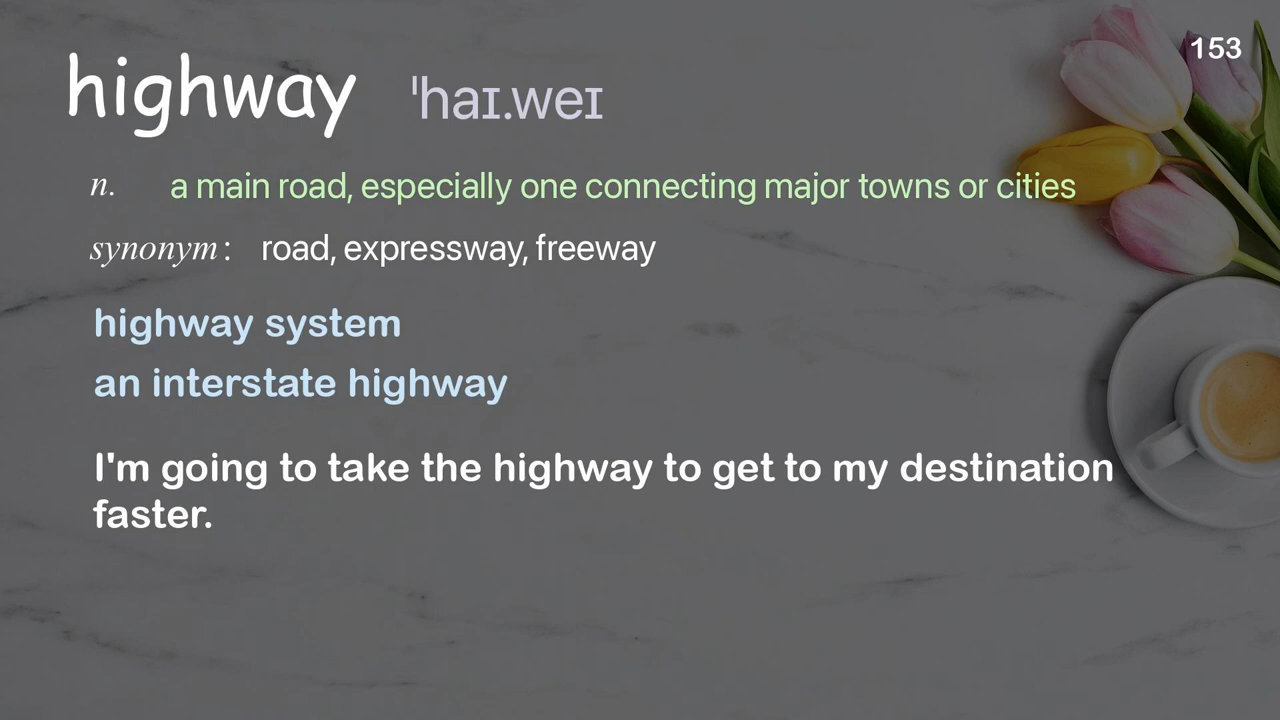 153
highway ˈhaɪ.weɪ
n. a main road, especially one connecting major towns or cities
synonym: road, expressway, freeway
highway system
an interstate highway
I'm going to take the highway to get to my destination
faster.